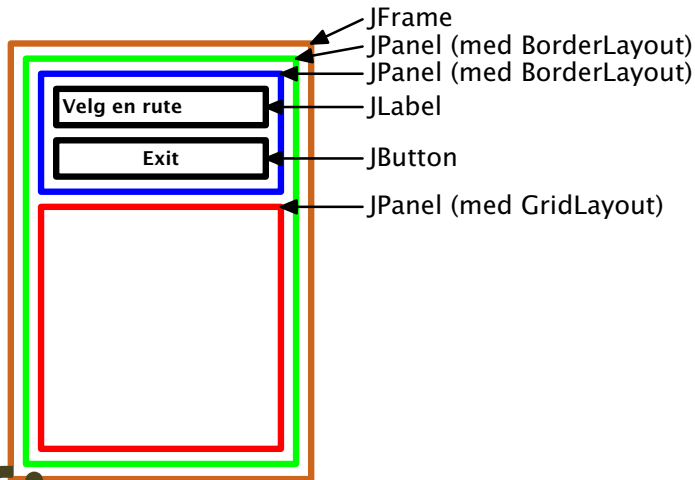 JFrame
JPanel (med BorderLayout)
JPanel (med BorderLayout)
Velg en rute
JLabel
Exit
JButton
JPanel (med GridLayout)